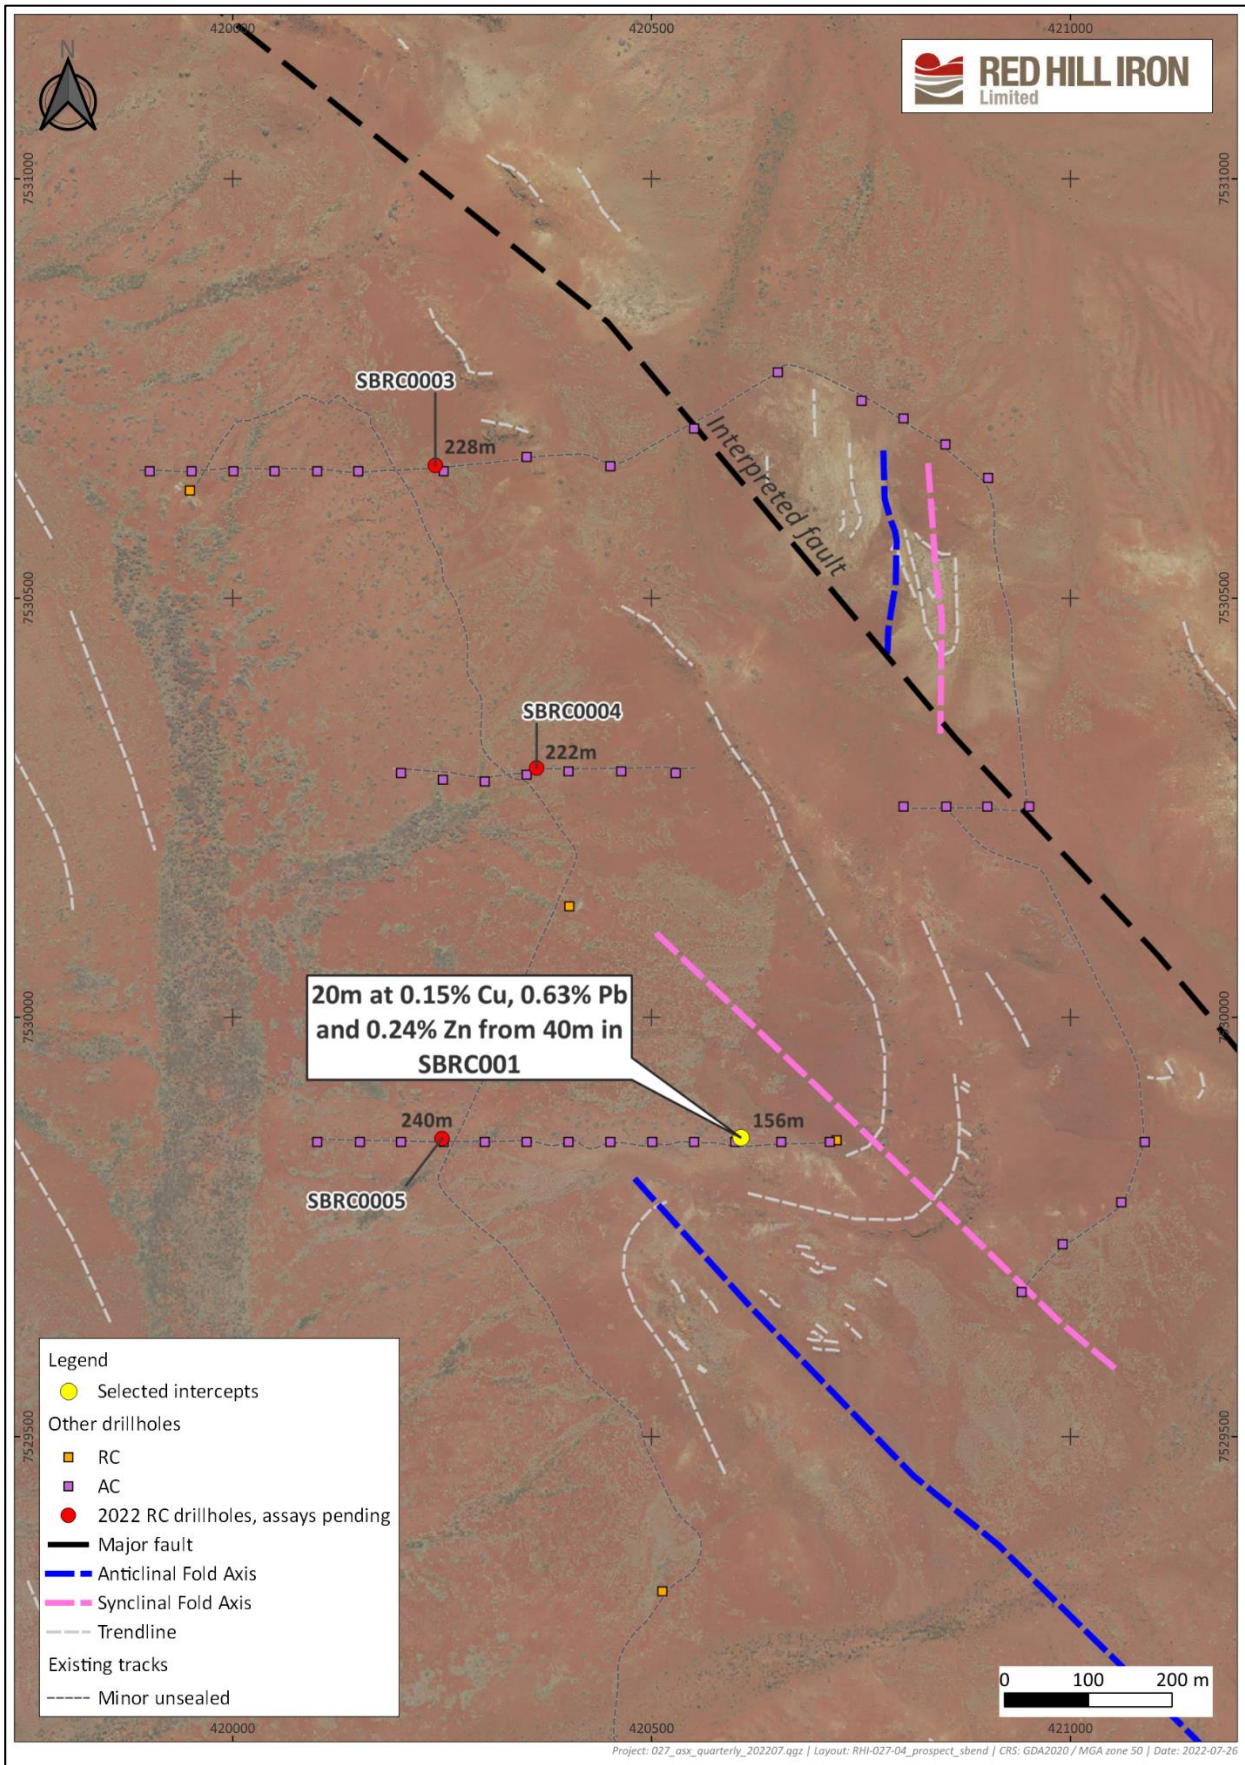 420000
420500
421000
N
RED HILL IRON
Limited
7531000
7531000
SBRC0003
228m
Interpreted fault
7530500
7530500
SBRC0004
222m
20m at 0.15% Cu, 0.63% Pb
and 0.24% Zn from 40m in
SBRC001
7530000
7530000
240m
156m
SBRC0005
Legend
Selected intercepts
Other drillholes
RC
AC
2022 RC drillholes, assays pending
Major fault
Anticlinal Fold Axis
Synclinal Fold Axis
Trendline
Existing tracks
Minor unsealed
7529500
7529500
0 100 200 m
420000
420500
421000
Project: 027_asx_quarterly_202207.qgz | Layout: RHI-027-04_prospect_sbend | CRS: GDA2020 / MGA zone 50 | Date: 2022-07-26